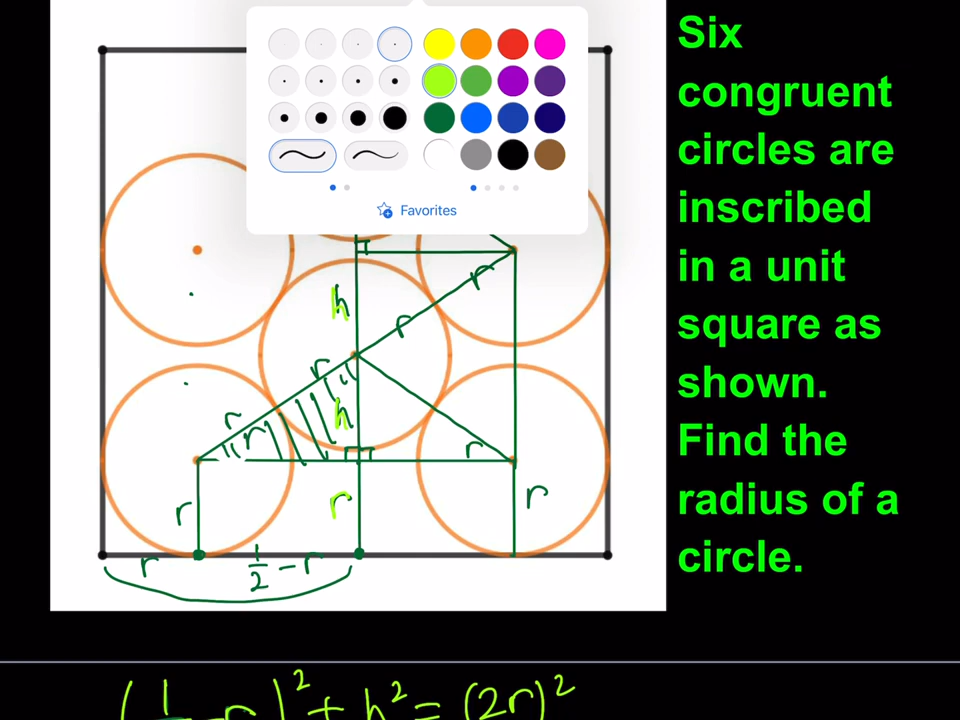 Six
congruent
circles are
inscribed
in a unit
square as
shown.
Find the
radius of a
circle.
Favorites
h
r
r
r
h
r
r
r
r
r
r
r
1/2 - r
(1/2 - r)² + h² = (2r)²